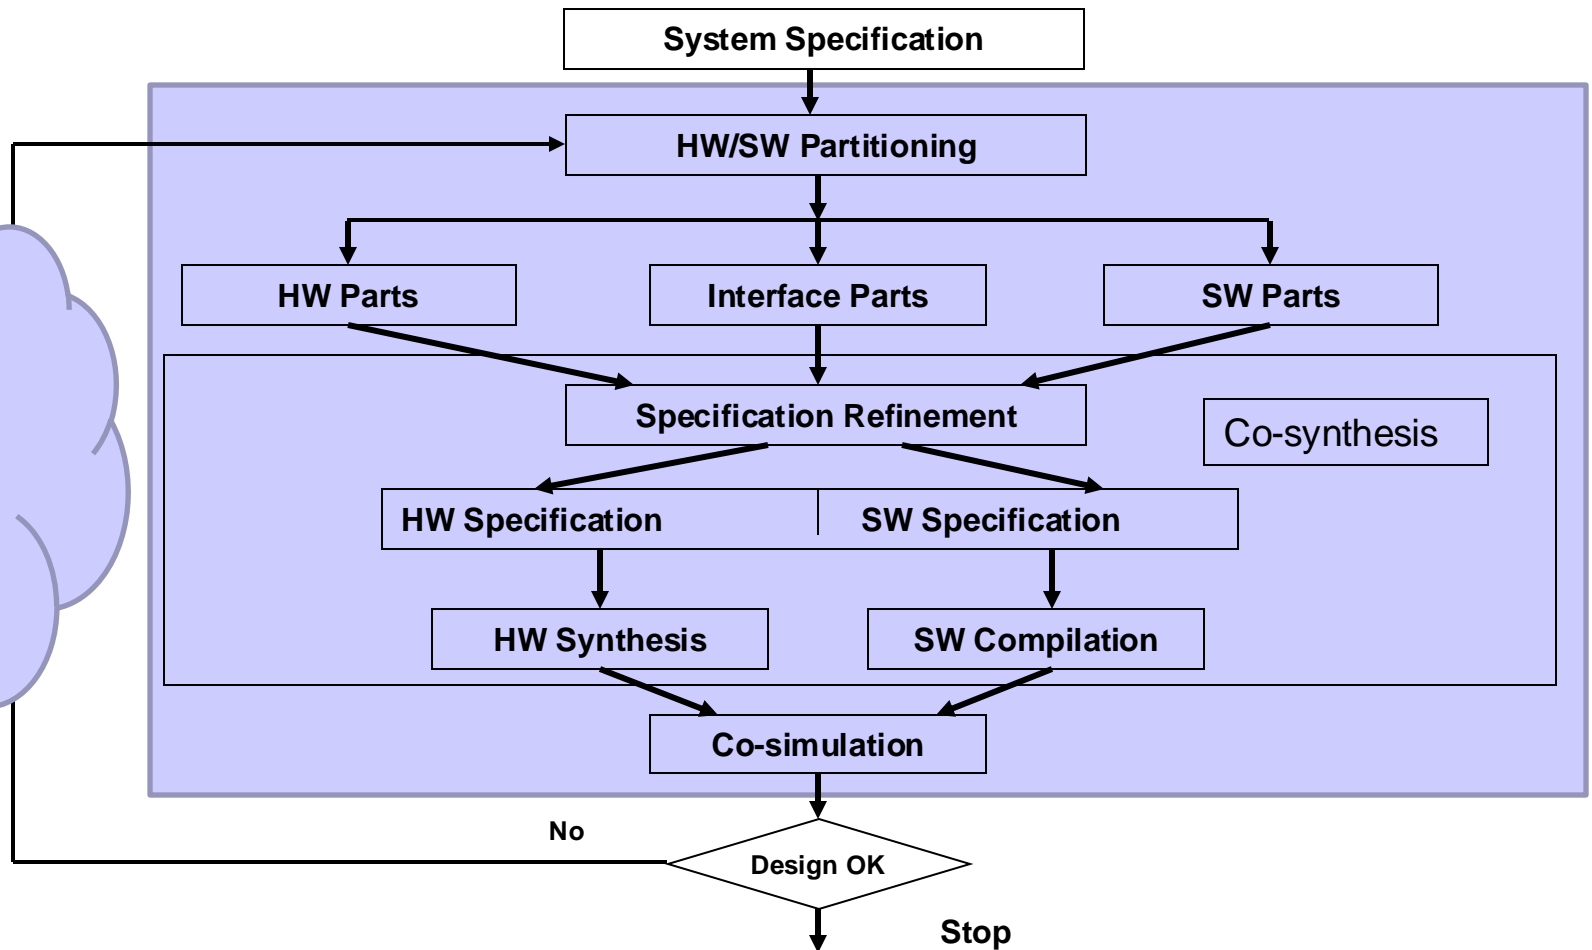 System Specification
HW/SW Partitioning
HW Parts
Interface Parts
SW Parts
Specification Refinement
Co-synthesis
HW Specification
SW Specification
HW Synthesis
SW Compilation
Co-simulation
No
Design OK
Stop